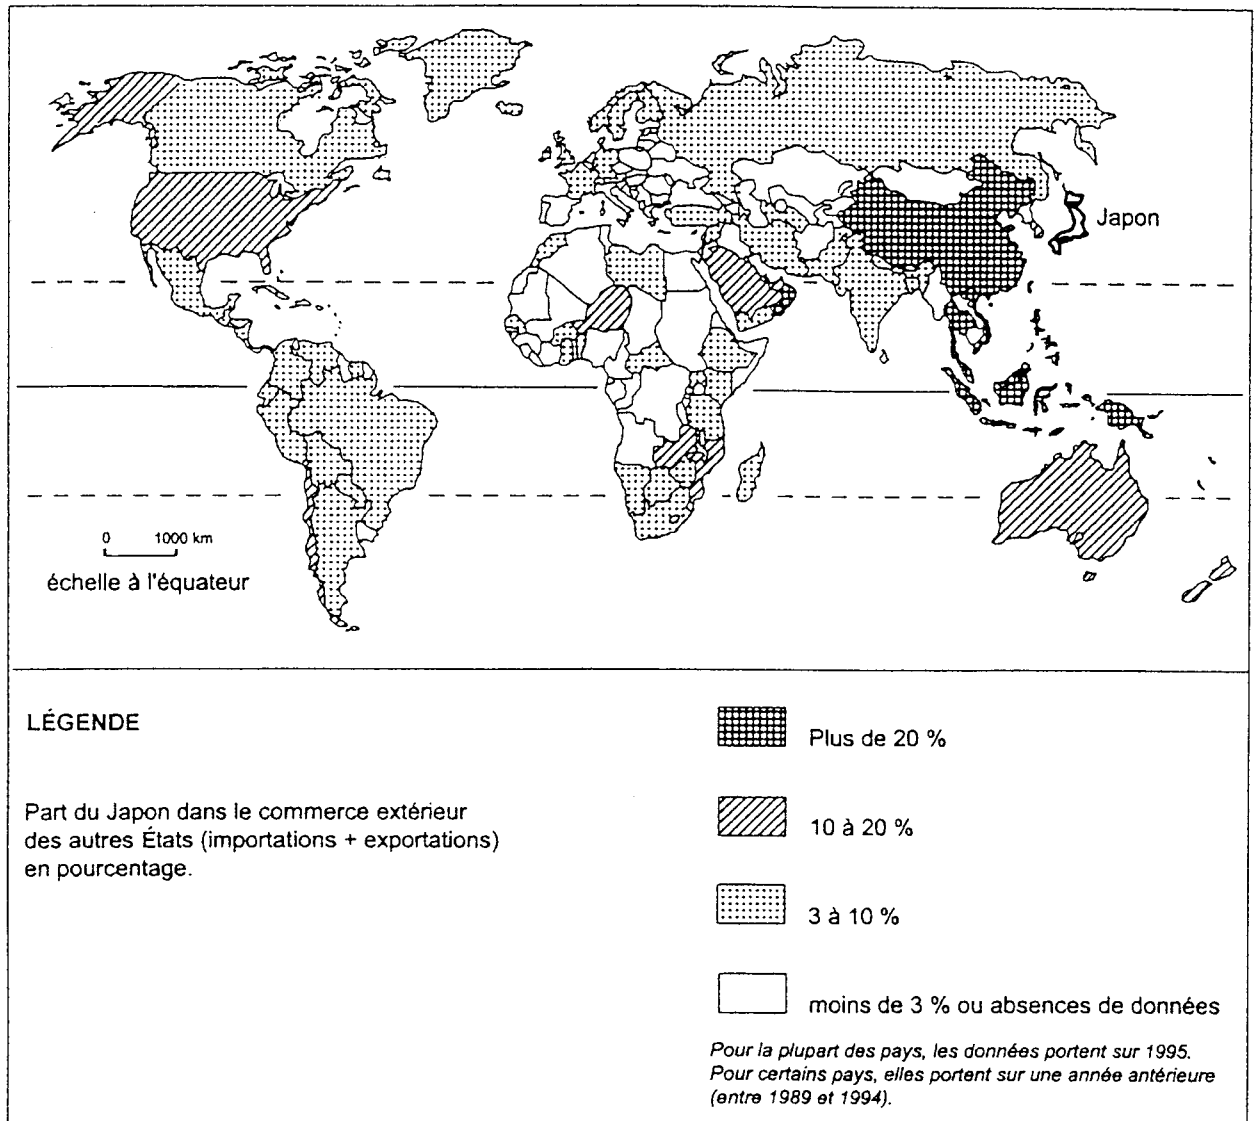 Japon
0 1000 km
échelle à l'équateur
LÉGENDE
Part du Japon dans le commerce extérieur
des autres États (importations + exportations)
en pourcentage.
Plus de 20 %
10 à 20 %
3 à 10 %
moins de 3 % ou absences de données
Pour la plupart des pays, les données portent sur 1995.
Pour certains pays, elles portent sur une année antérieure
(entre 1989 et 1994).